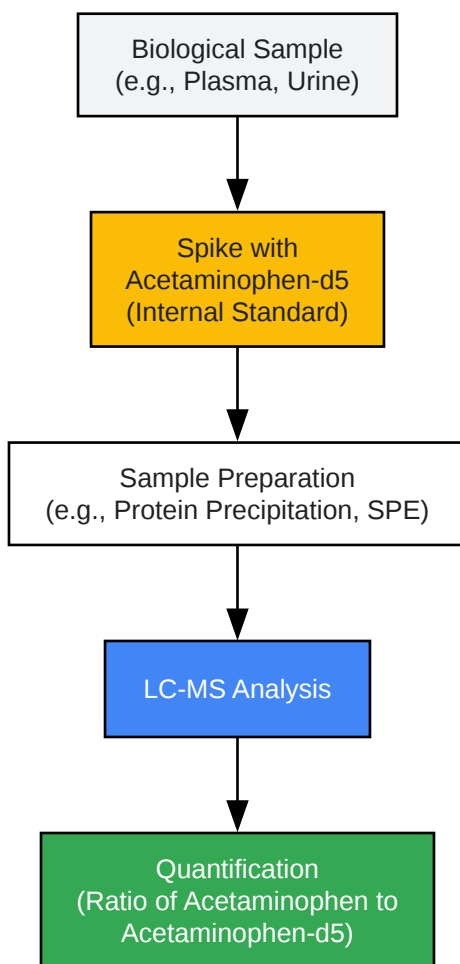 Biological Sample
(e.g., Plasma, Urine)
Spike with
Acetaminophen-d5
(Internal Standard)
Sample Preparation
(e.g., Protein Precipitation, SPE)
LC-MS Analysis
Quantification
(Ratio of Acetaminophen to
Acetaminophen-d5)